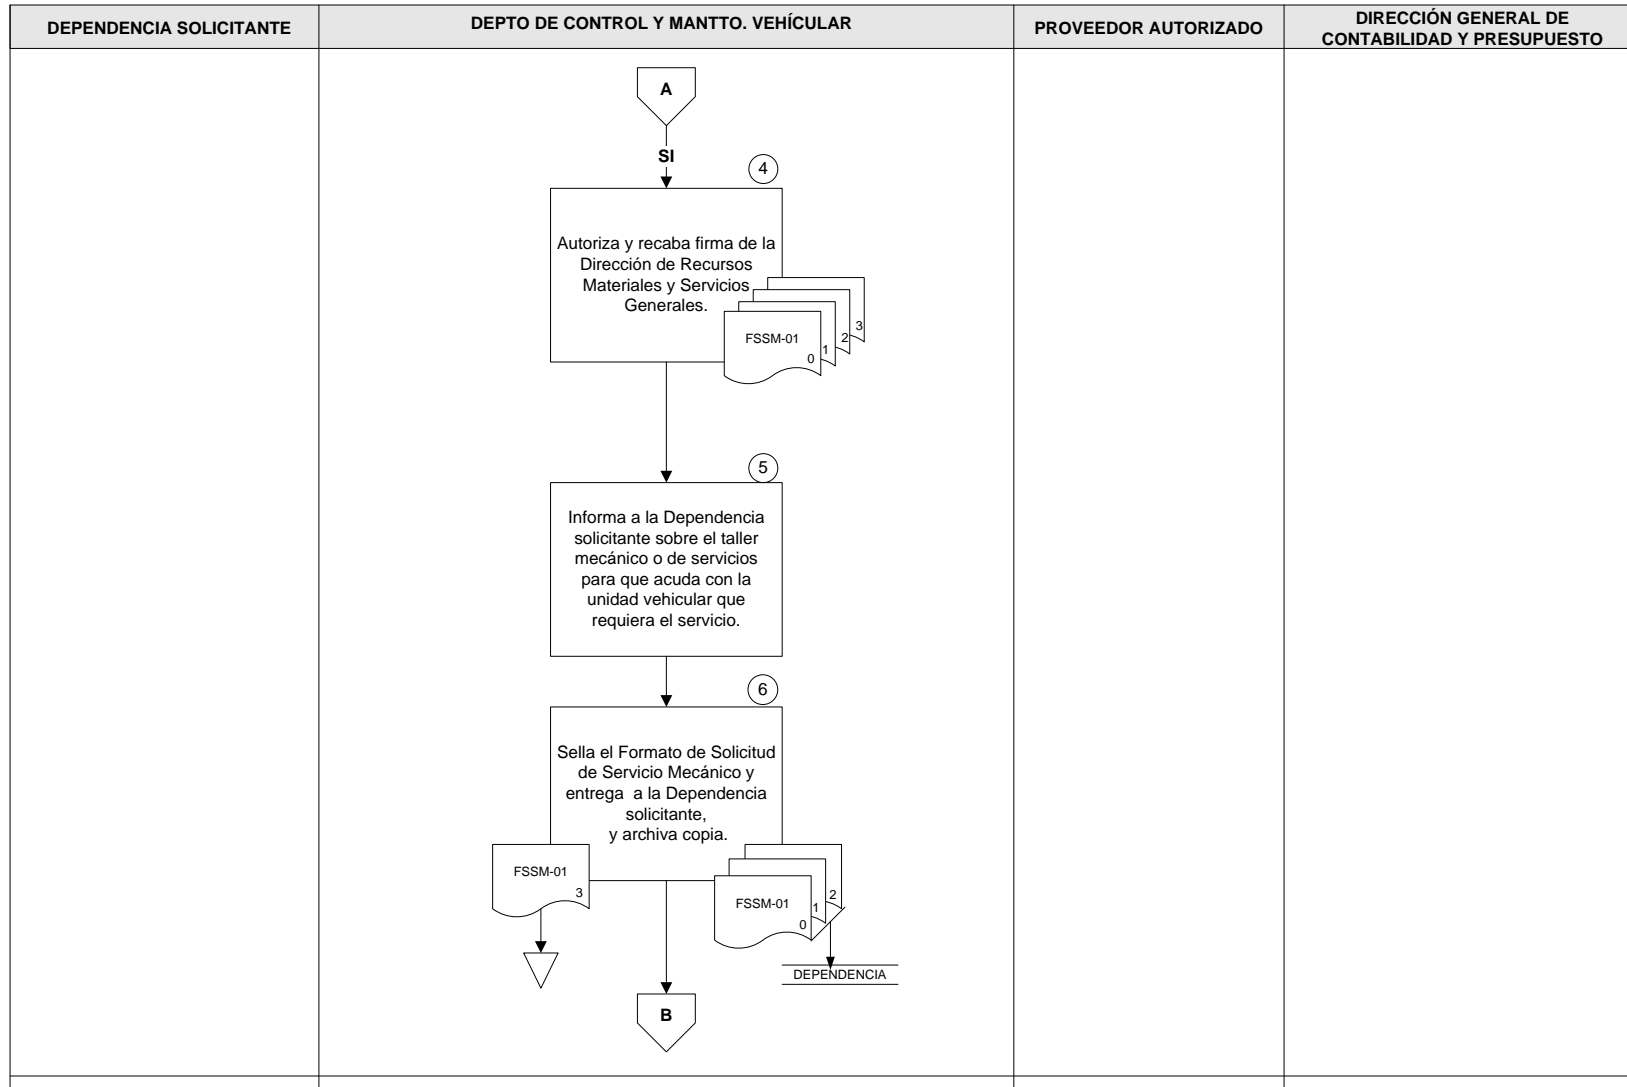 DEPENDENCIA SOLICITANTE
DEPTO DE CONTROL Y MANTTO. VEHÍCULAR
PROVEEDOR AUTORIZADO
DIRECCIÓN GENERAL DE
CONTABILIDAD Y PRESUPUESTO
A
SI
4
Autoriza y recaba firma de la
Dirección de Recursos
Materiales y Servicios
Generales.
FSSM-01
0
1
2
3
5
Informa a la Dependencia
solicitante sobre el taller
mecánico o de servicios
para que acuda con la
unidad vehicular que
requiera el servicio.
6
Sella el Formato de Solicitud
de Servicio Mecánico y
entrega a la Dependencia
solicitante,
y archiva copia.
FSSM-01
3
FSSM-01
0
1
2
DEPENDENCIA
B